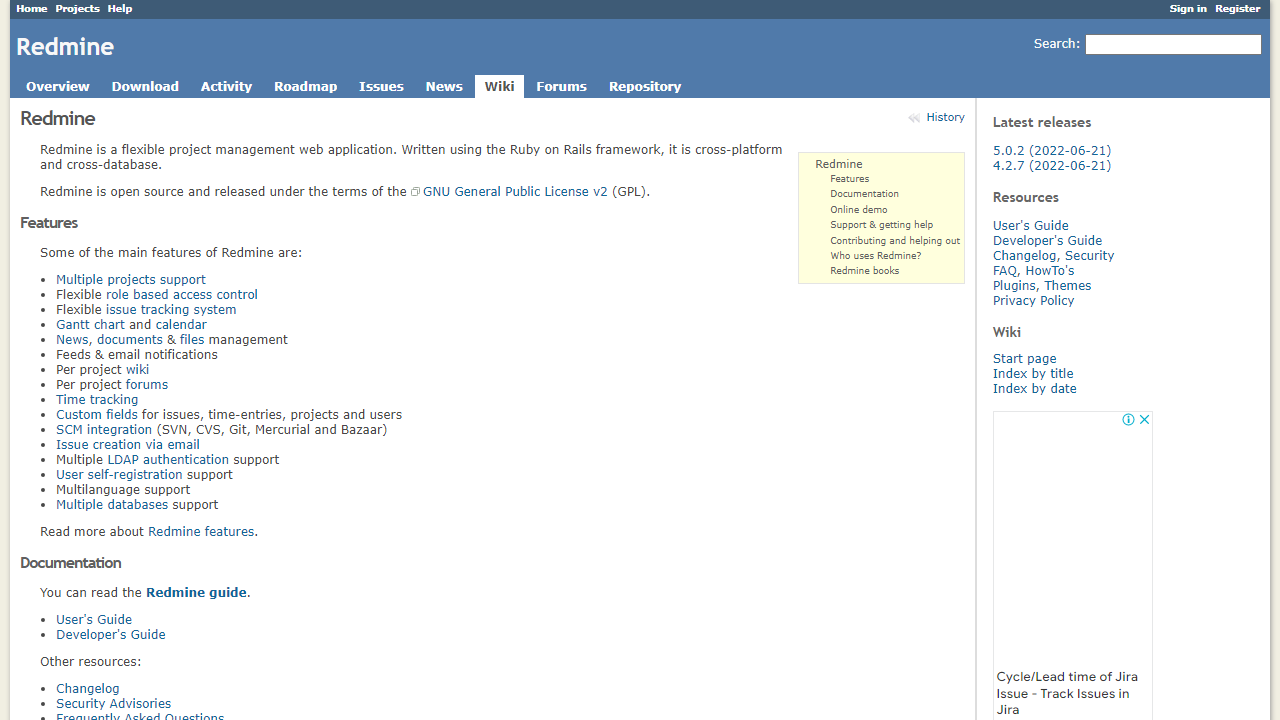 Home Projects Help
Sign in Register
Redmine
Search:
Overview Download Activity Roadmap Issues News Wiki Forums Repository
Redmine
History
Redmine is a flexible project management web application. Written using the Ruby on Rails framework, it is cross-platform
and cross-database.
Redmine is open source and released under the terms of the GNU General Public License v2 (GPL).
Redmine
Features
Documentation
Online demo
Support & getting help
Contributing and helping out
Who uses Redmine?
Redmine books
Features
Some of the main features of Redmine are:
• Multiple projects support
• Flexible role based access control
• Flexible issue tracking system
• Gantt chart and calendar
• News, documents & files management
• Feeds & email notifications
• Per project wiki
• Per project forums
• Time tracking
• Custom fields for issues, time-entries, projects and users
• SCM integration (SVN, CVS, Git, Mercurial and Bazaar)
• Issue creation via email
• Multiple LDAP authentication support
• User self-registration support
• Multilanguage support
• Multiple databases support
Read more about Redmine features.
Documentation
You can read the Redmine guide.
• User's Guide
• Developer's Guide
Other resources:
• Changelog
• Security Advisories
• Frequently Asked Questions
Latest releases
5.0.2 (2022-06-21)
4.2.7 (2022-06-21)
Resources
User's Guide
Developer's Guide
Changelog, Security
FAQ, HowTo's
Plugins, Themes
Privacy Policy
Wiki
Start page
Index by title
Index by date
Cycle/Lead time of Jira
Issue - Track Issues in
Jira